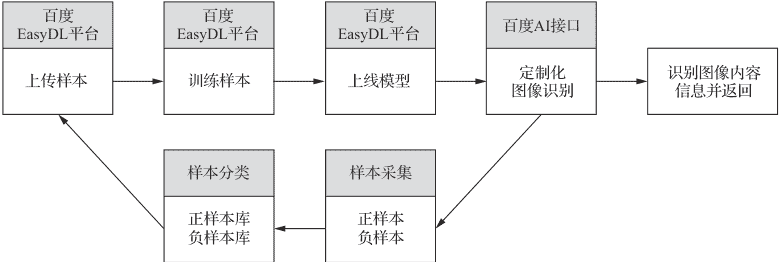 百度
EasyDL平台
上传样本
百度
EasyDL平台
训练样本
百度
EasyDL平台
上线模型
百度AI接口
定制化
图像识别
识别图像内容
信息并返回
样本分类
正样本库
负样本库
样本采集
正样本
负样本